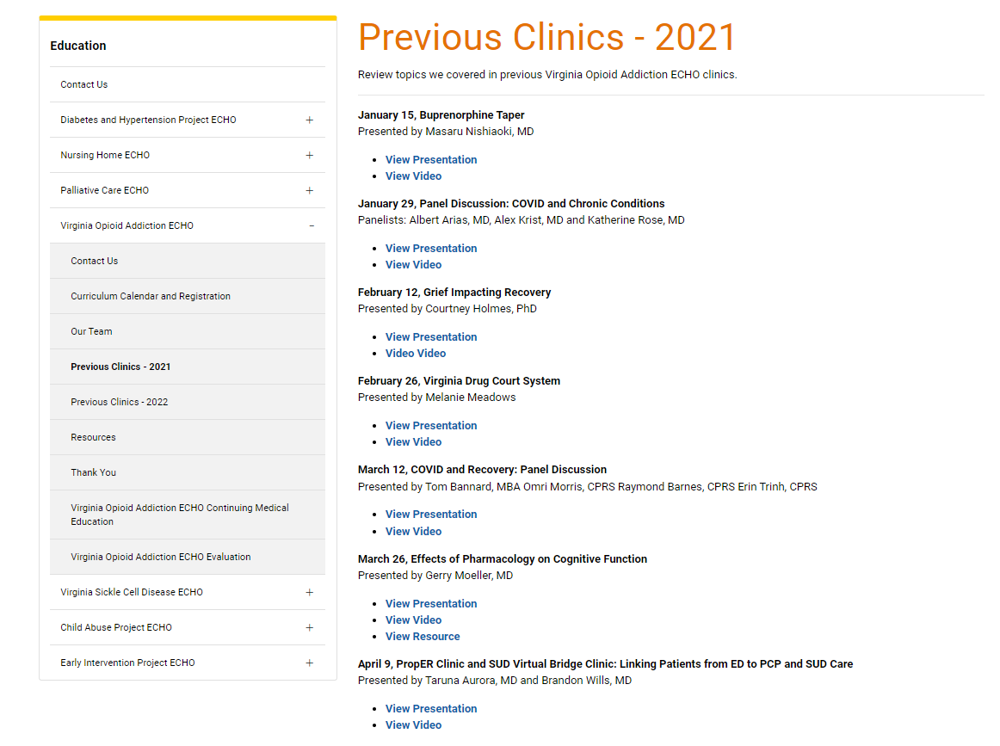 Education
Contact Us
Diabetes and Hypertension Project ECHO
Nursing Home ECHO
Palliative Care ECHO
Virginia Opioid Addiction ECHO
Contact Us
Curriculum Calendar and Registration
Our Team
Previous Clinics - 2021
Previous Clinics - 2022
Resources
Thank You
Virginia Opioid Addiction ECHO Continuing Medical
Education
Virginia Opioid Addiction ECHO Evaluation
Virginia Sickle Cell Disease ECHO
Child Abuse Project ECHO
Early Intervention Project ECHO
Previous Clinics - 2021
Review topics we covered in previous Virginia Opioid Addiction ECHO clinics.
January 15, Buprenorphine Taper
Presented by Masaru Nishiaoki, MD
View Presentation
View Video
January 29, Panel Discussion: COVID and Chronic Conditions
Panelists: Albert Arias, MD, Alex Krist, MD and Katherine Rose, MD
View Presentation
View Video
February 12, Grief Impacting Recovery
Presented by Courtney Holmes, PhD
View Presentation
Video Video
February 26, Virginia Drug Court System
Presented by Melanie Meadows
View Presentation
View Video
March 12, COVID and Recovery: Panel Discussion
Presented by Tom Bannard, MBA Omri Morris, CPRS Raymond Barnes, CPRS Erin Trinh, CPRS
View Presentation
View Video
March 26, Effects of Pharmacology on Cognitive Function
Presented by Gerry Moeller, MD
View Presentation
View Video
View Resource
April 9, PropER Clinic and SUD Virtual Bridge Clinic: Linking Patients from ED to PCP and SUD Care
Presented by Taruna Aurora, MD and Brandon Wills, MD
View Presentation
View Video